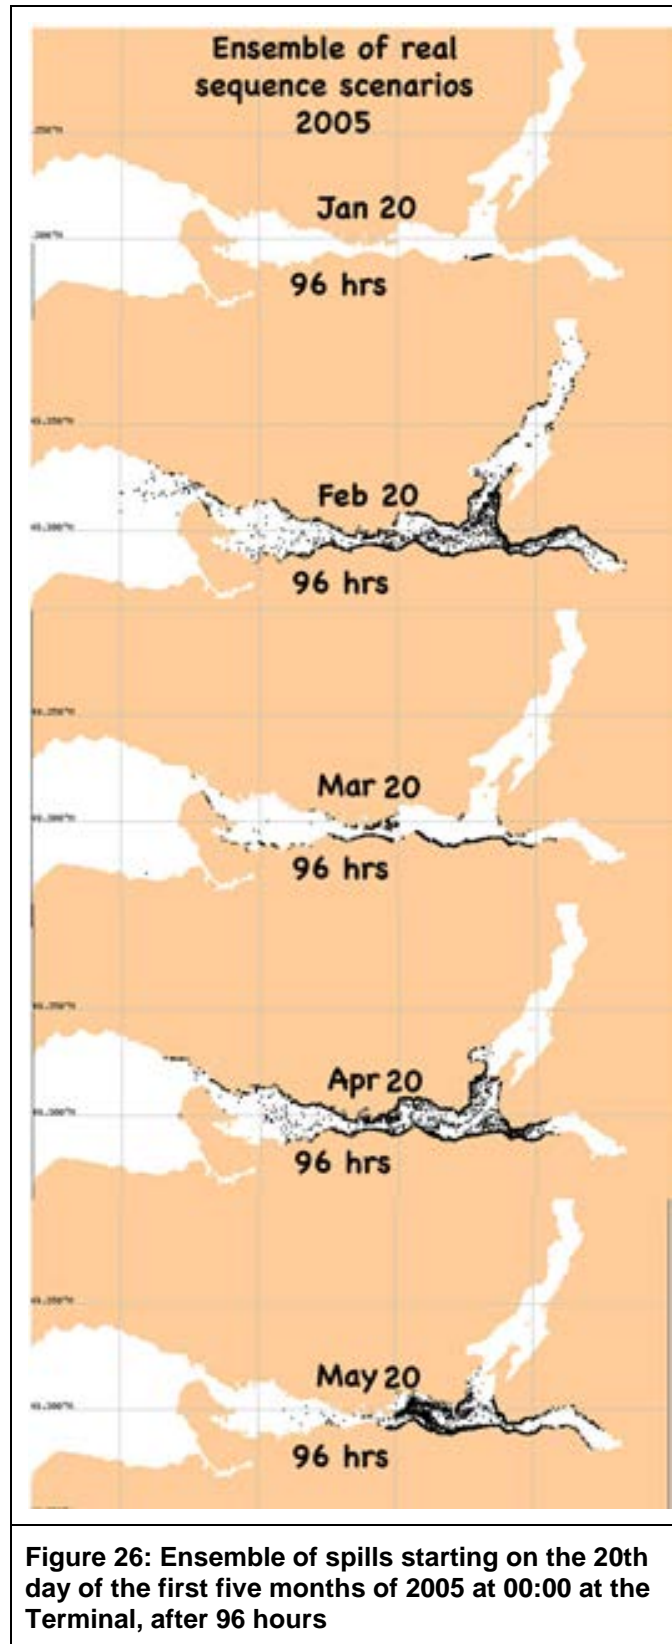 Ensemble of real
sequence scenarios
2005
Jan 20
96 hrs
Feb 20
96 hrs
Mar 20
96 hrs
Apr 20
96 hrs
May 20
96 hrs
Figure 26: Ensemble of spills starting on the 20th
day of the first five months of 2005 at 00:00 at the
Terminal, after 96 hours